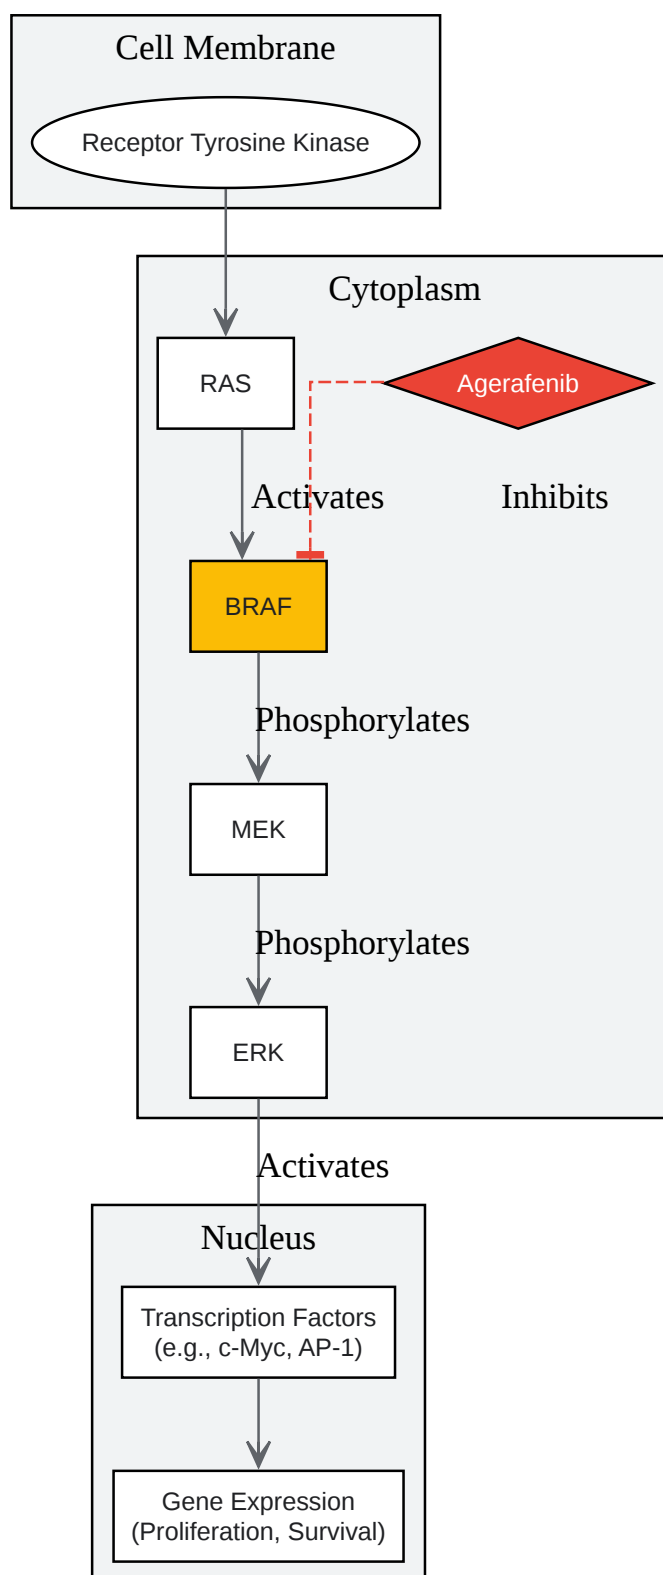 Cell Membrane
Receptor Tyrosine Kinase
Cytoplasm
RAS
Agerafenib
Activates
Inhibits
BRAF
Phosphorylates
MEK
Phosphorylates
ERK
Activates
Nucleus
Transcription Factors
(e.g., c-Myc, AP-1)
Gene Expression
(Proliferation, Survival)